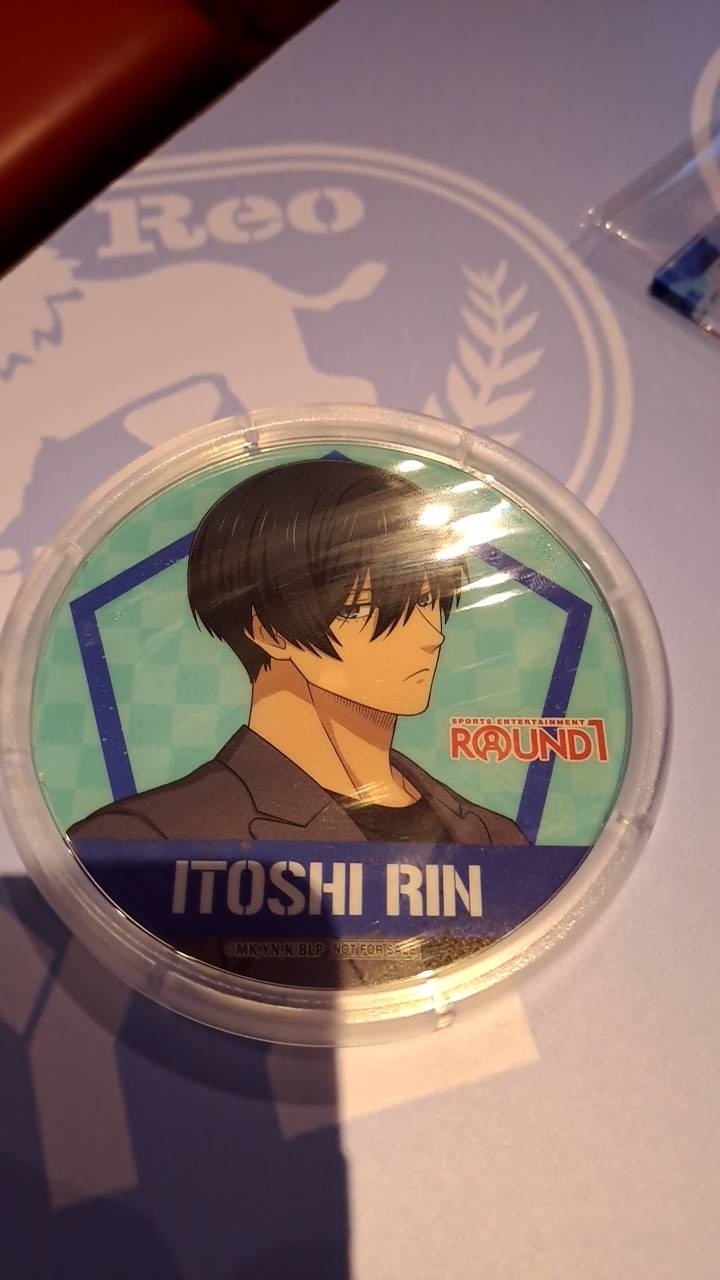 Reo
SPORTS ENTERTAINMENT
ROUND1
ITOSHI RIN
©MK,YN,K BLP NOT FOR SALE